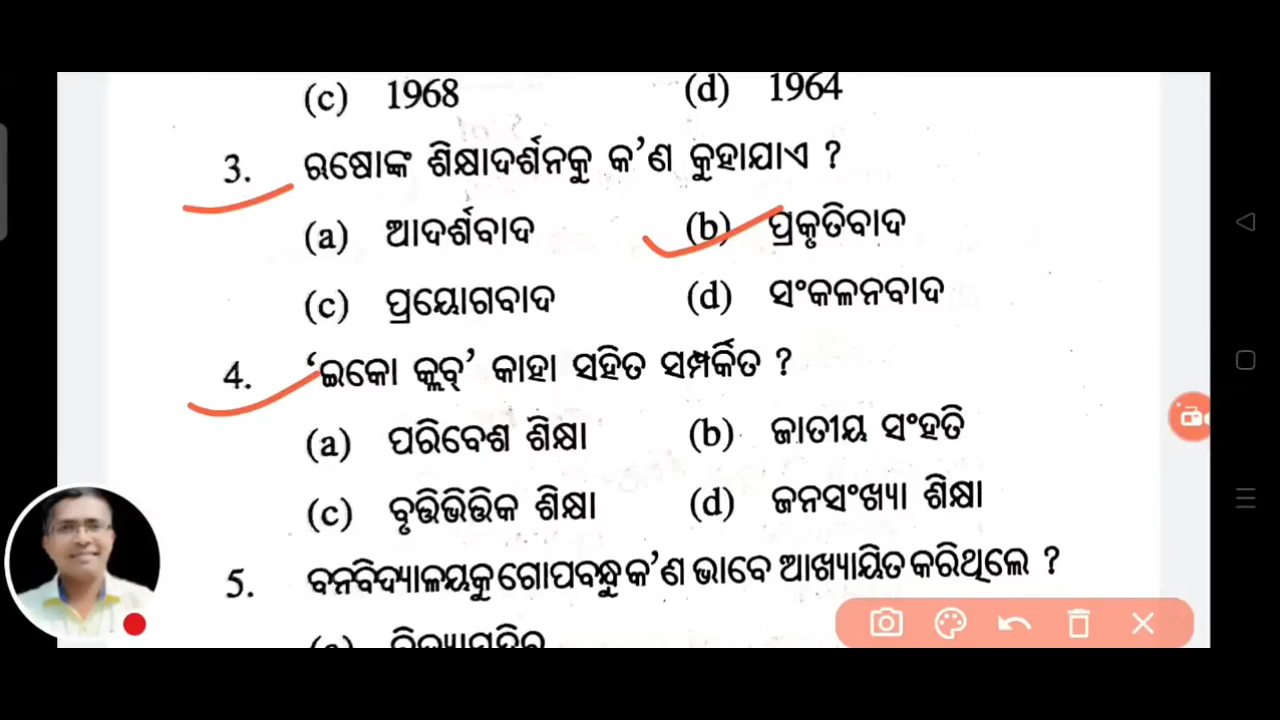 (c) 1968 (d) 1964
3. ଋଷୋଙ୍କ ଶିକ୍ଷାଦର୍ଶନକୁ କ'ଣ କୁହାଯାଏ ?
(a) ଆଦର୍ଶବାଦ (b) ପ୍ରକୃତିବାଦ
(c) ପ୍ରୟୋଗବାଦ (d) ସଂକଳନବାଦ
4. ‘ଇକୋ କ୍ଲବ୍’ କାହା ସହିତ ସମ୍ପର୍କିତ ?
(a) ପରିବେଶ ଶିକ୍ଷା (b) ଜାତୀୟ ସଂହତି
(c) ବୃତ୍ତିଭିତ୍ତିକ ଶିକ୍ଷା (d) ଜନସଂଖ୍ୟା ଶିକ୍ଷା
5. ବନବିଦ୍ୟାଳୟକୁ ଗୋପବନ୍ଧୁ କ'ଣ ଭାବେ ଆଖ୍ୟାୟିତ କରିଥିଲେ ?
(a)